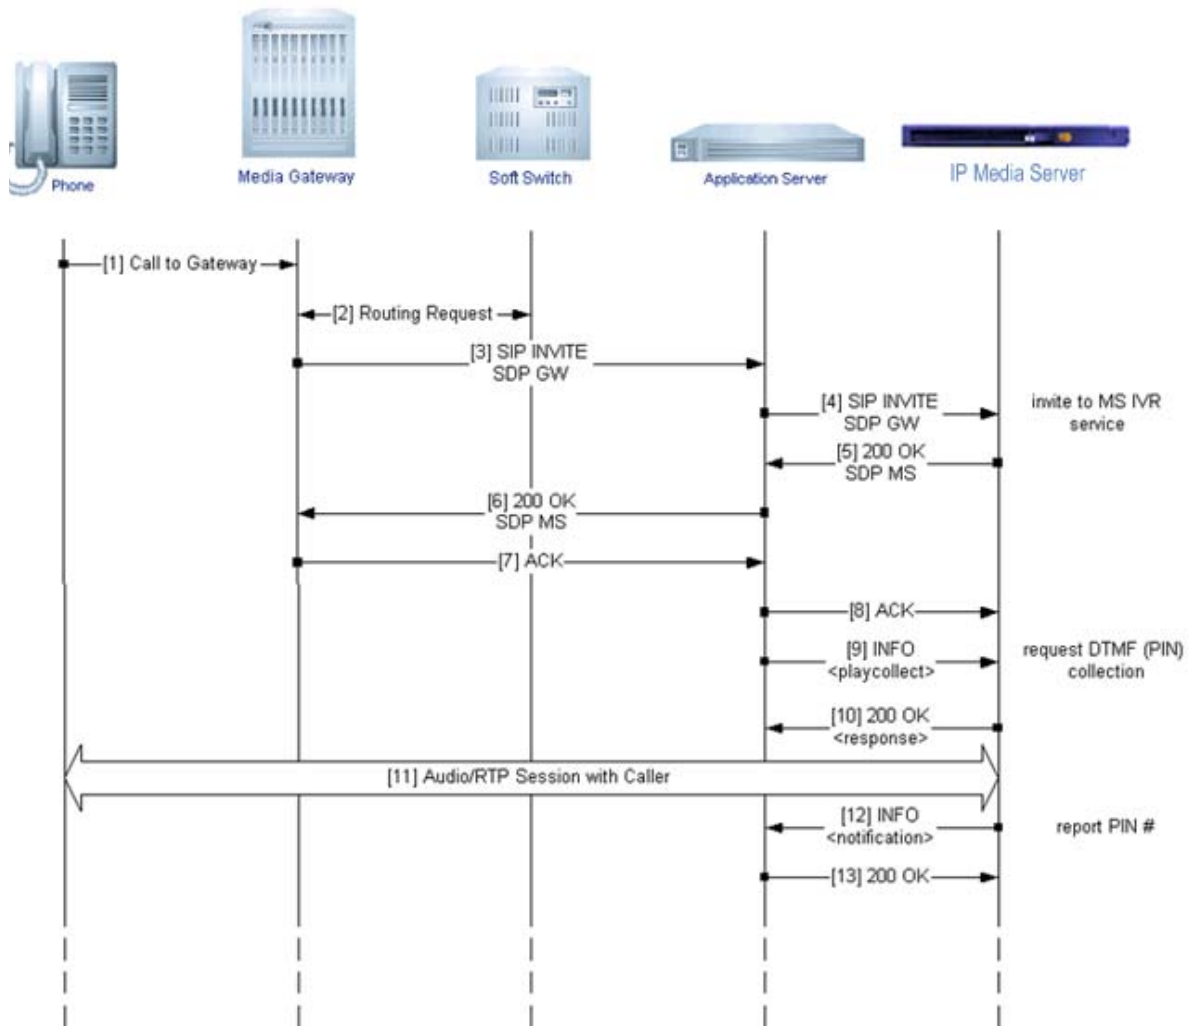 Phone
Media Gateway
Soft Switch
Application Server
IP Media Server
[1] Call to Gateway
[2] Routing Request
[3] SIP INVITE
SDP GW
[4] SIP INVITE
SDP GW
invite to MS IVR
service
[5] 200 OK
SDP MS
[6] 200 OK
SDP MS
[7] ACK
[8] ACK
[9] INFO
<playcollect>
request DTMF (PIN)
collection
[10] 200 OK
<response>
[11] Audio/RTP Session with Caller
[12] INFO
<notification>
report PIN #
[13] 200 OK